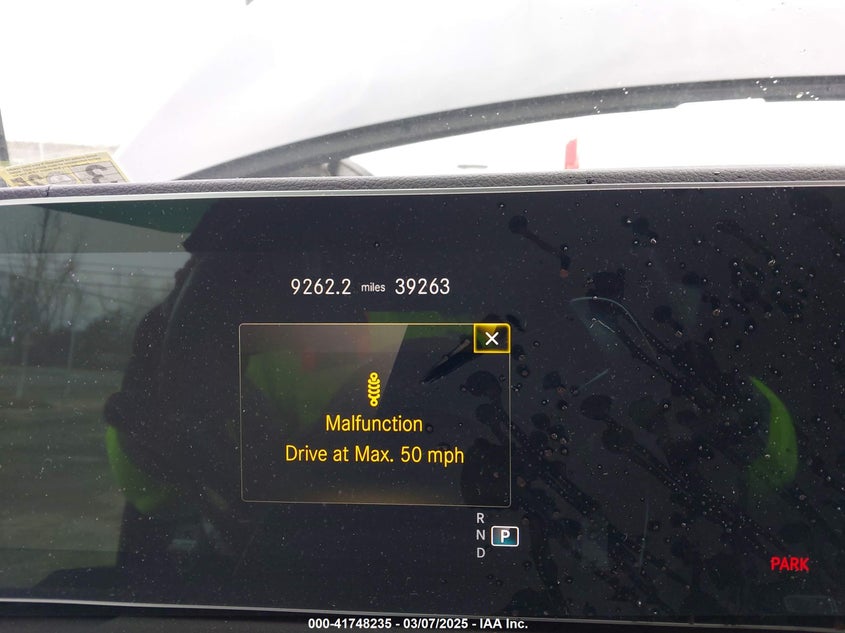 9262.2 miles 39263
Malfunction
Drive at Max. 50 mph
R
N P
D
PARK
000-41748235 - 03/07/2025 - IAA Inc.